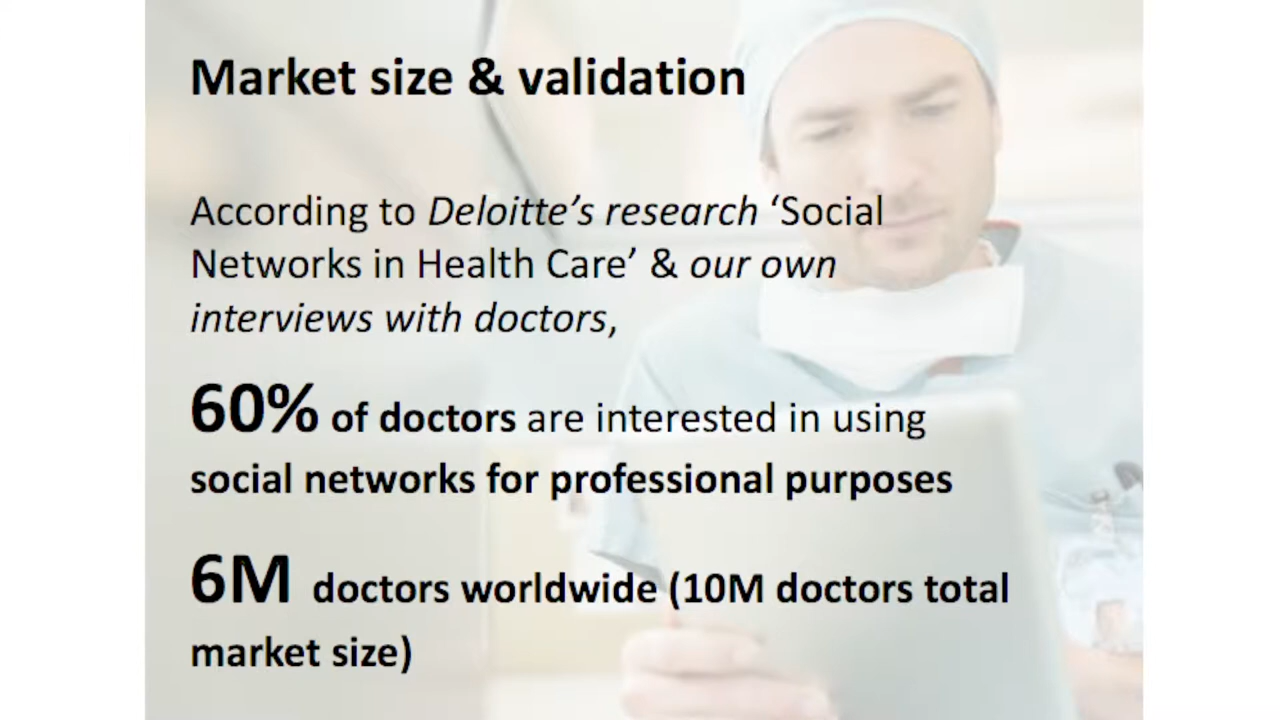 Market size & validation
According to Deloitte’s research ‘Social
Networks in Health Care’ & our own
interviews with doctors,
60% of doctors are interested in using
social networks for professional purposes
6M doctors worldwide (10M doctors total
market size)